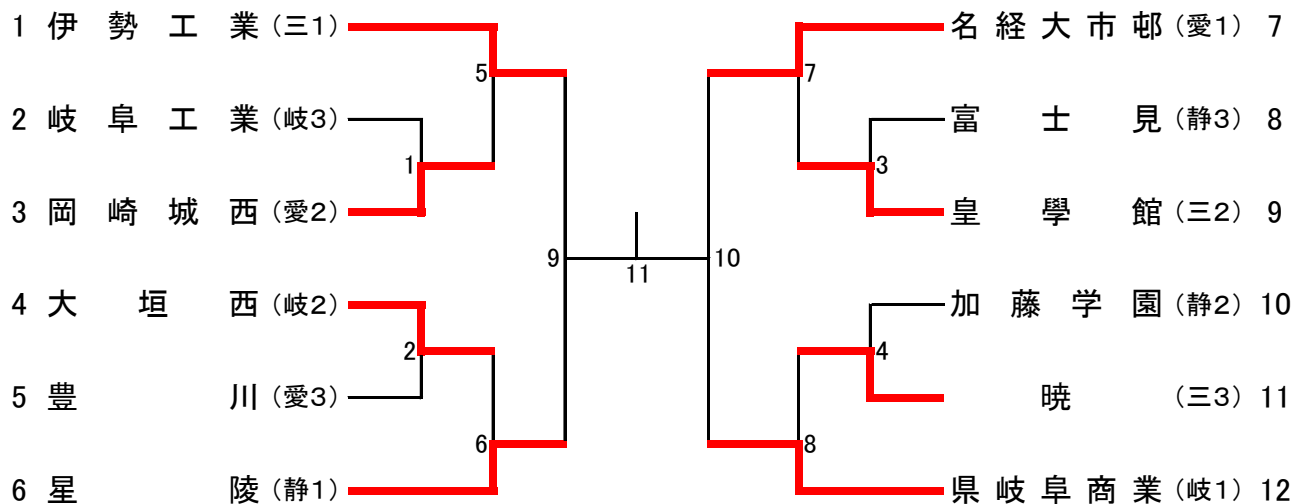 1 伊勢工業 (三1)
2 岐阜工業 (岐3)
3 岡崎城西 (愛2)
4 大垣西 (岐2)
5 豊川 (愛3)
6 星陵 (静1)
5
1
2
6
9
11
10
7
3
4
8
名経大市邨 (愛1) 7
富士見 (静3) 8
皇學館 (三2) 9
加藤学園 (静2) 10
暁 (三3) 11
県岐阜商業 (岐1) 12